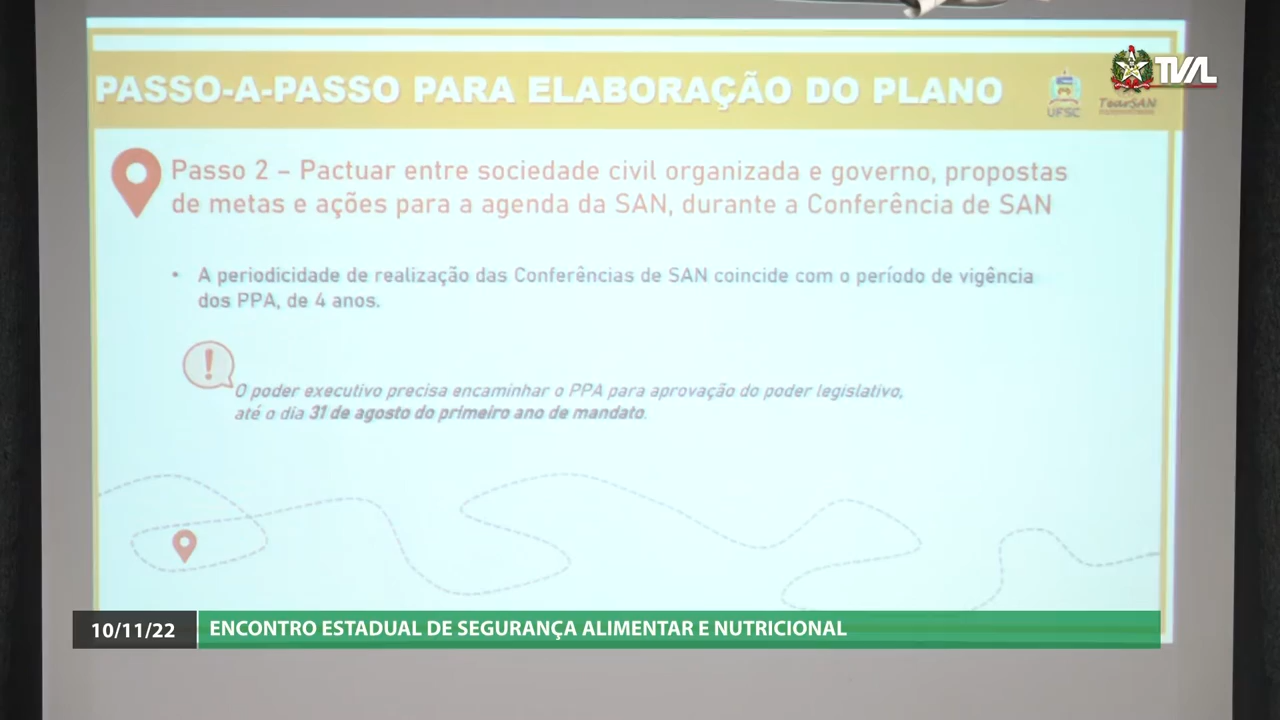 PASSO-A-PASSO PARA ELABORAÇÃO DO PLANO
UFSC
TearSAN
TVAL
Passo 2 – Pactuar entre sociedade civil organizada e governo, propostas
de metas e ações para a agenda da SAN, durante a Conferência de SAN
• A periodicidade de realização das Conferências de SAN coincide com o período de vigência
dos PPA, de 4 anos.
!
O poder executivo precisa encaminhar o PPA para aprovação do poder legislativo,
até o dia 31 de agosto do primeiro ano de mandato.
10/11/22
ENCONTRO ESTADUAL DE SEGURANÇA ALIMENTAR E NUTRICIONAL